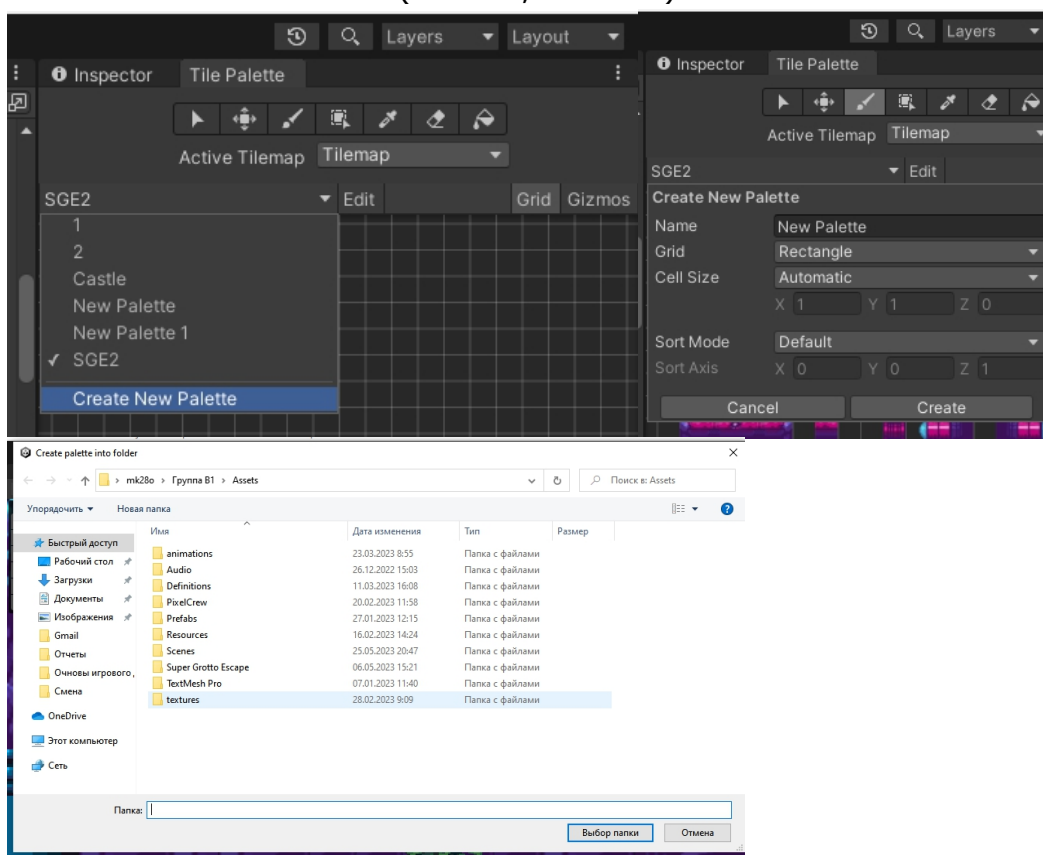 Layers Layout
Inspector Tile Palette
Active Tilemap Tilemap
SGE2 Edit Grid Gizmos
1
2
Castle
New Palette
New Palette 1
✓ SGE2
Create New Palette
Layers
Inspector Tile Palette
Active Tilemap Tilemap
SGE2 Edit
Create New Palette
Name New Palette
Grid Rectangle
Cell Size Automatic
X 1 Y 1 Z 0
Sort Mode Default
Sort Axis X 0 Y 0 Z 1
Cancel Create
Create palette into folder
mk28o › Группа B1 › Assets Поиск в: Assets
Упорядочить Новая папка
Имя Дата изменения Тип Размер
Быстрый доступ
Рабочий стол
Загрузки
Документы
Изображения
Gmail
Отчеты
Очновы игрового,
Смена
OneDrive
Этот компьютер
Сеть
animations 23.03.2023 8:55 Папка с файлами
Audio 26.12.2022 15:03 Папка с файлами
Definitions 11.03.2023 16:08 Папка с файлами
PixelCrew 20.02.2023 11:58 Папка с файлами
Prefabs 27.01.2023 12:15 Папка с файлами
Resources 16.02.2023 14:24 Папка с файлами
Scenes 25.05.2023 20:47 Папка с файлами
Super Grotto Escape 06.05.2023 15:21 Папка с файлами
TextMesh Pro 07.01.2023 11:40 Папка с файлами
textures 28.02.2023 9:09 Папка с файлами
Папка:
Выбор папки Отмена